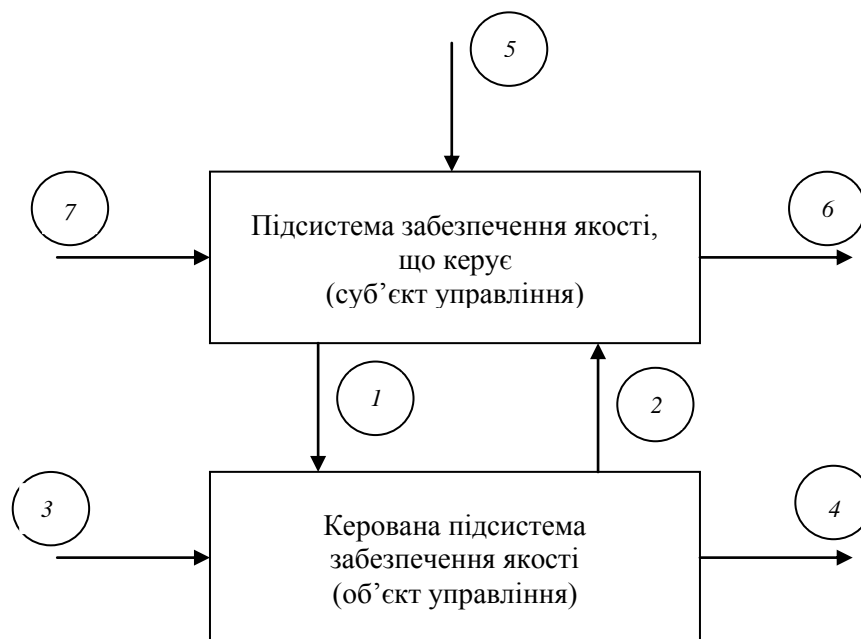 5
7
6
Підсистема забезпечення якості,
що керує
(суб’єкт управління)
1
2
3
4
Керована підсистема
забезпечення якості
(об’єкт управління)